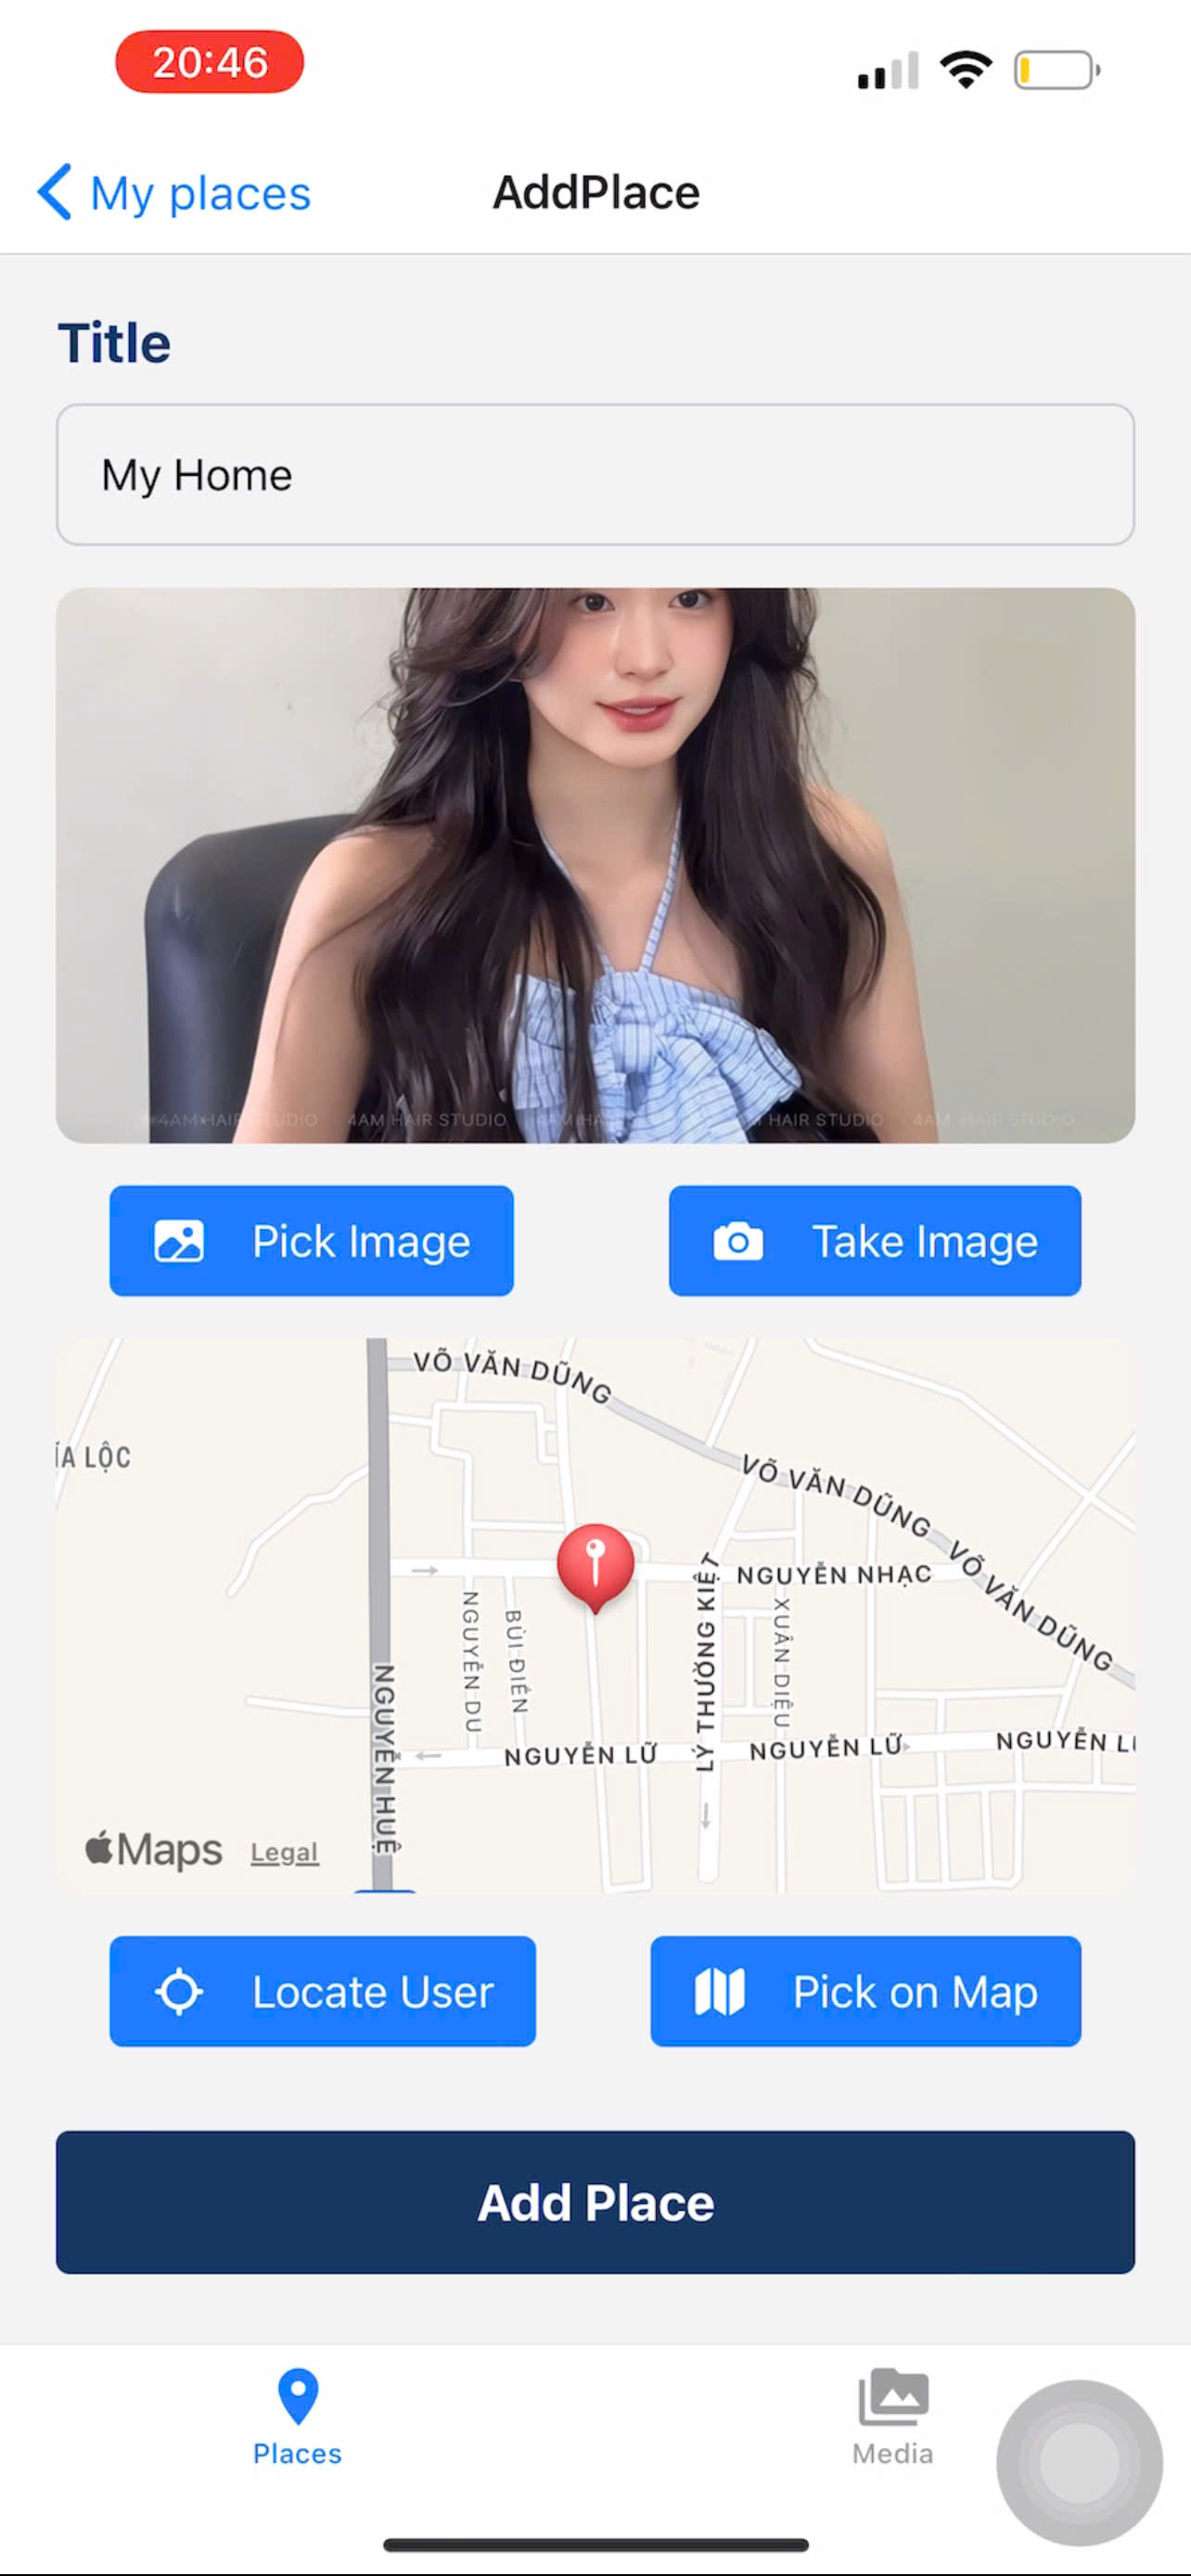 20:46
My places
AddPlace
Title
My Home
4AM HAIR STUDIO 4AM HAIR STUDIO HAIR STUDIO 4AM HAIR STUDIO
Pick Image
Take Image
VÕ VĂN DŨNG
ÍA LỘC
VÕ VĂN DŨNG
VÕ VĂN DŨNG
NGUYỄN NHẠC
LÝ THƯỜNG KIỆT
XUÂN DIỆU
NGUYỄN DU
BÙI ĐIỀN
NGUYỄN HUỆ
NGUYỄN LỮ
NGUYỄN LỮ
NGUYỄN L
Maps
Legal
Locate User
Pick on Map
Add Place
Places
Media